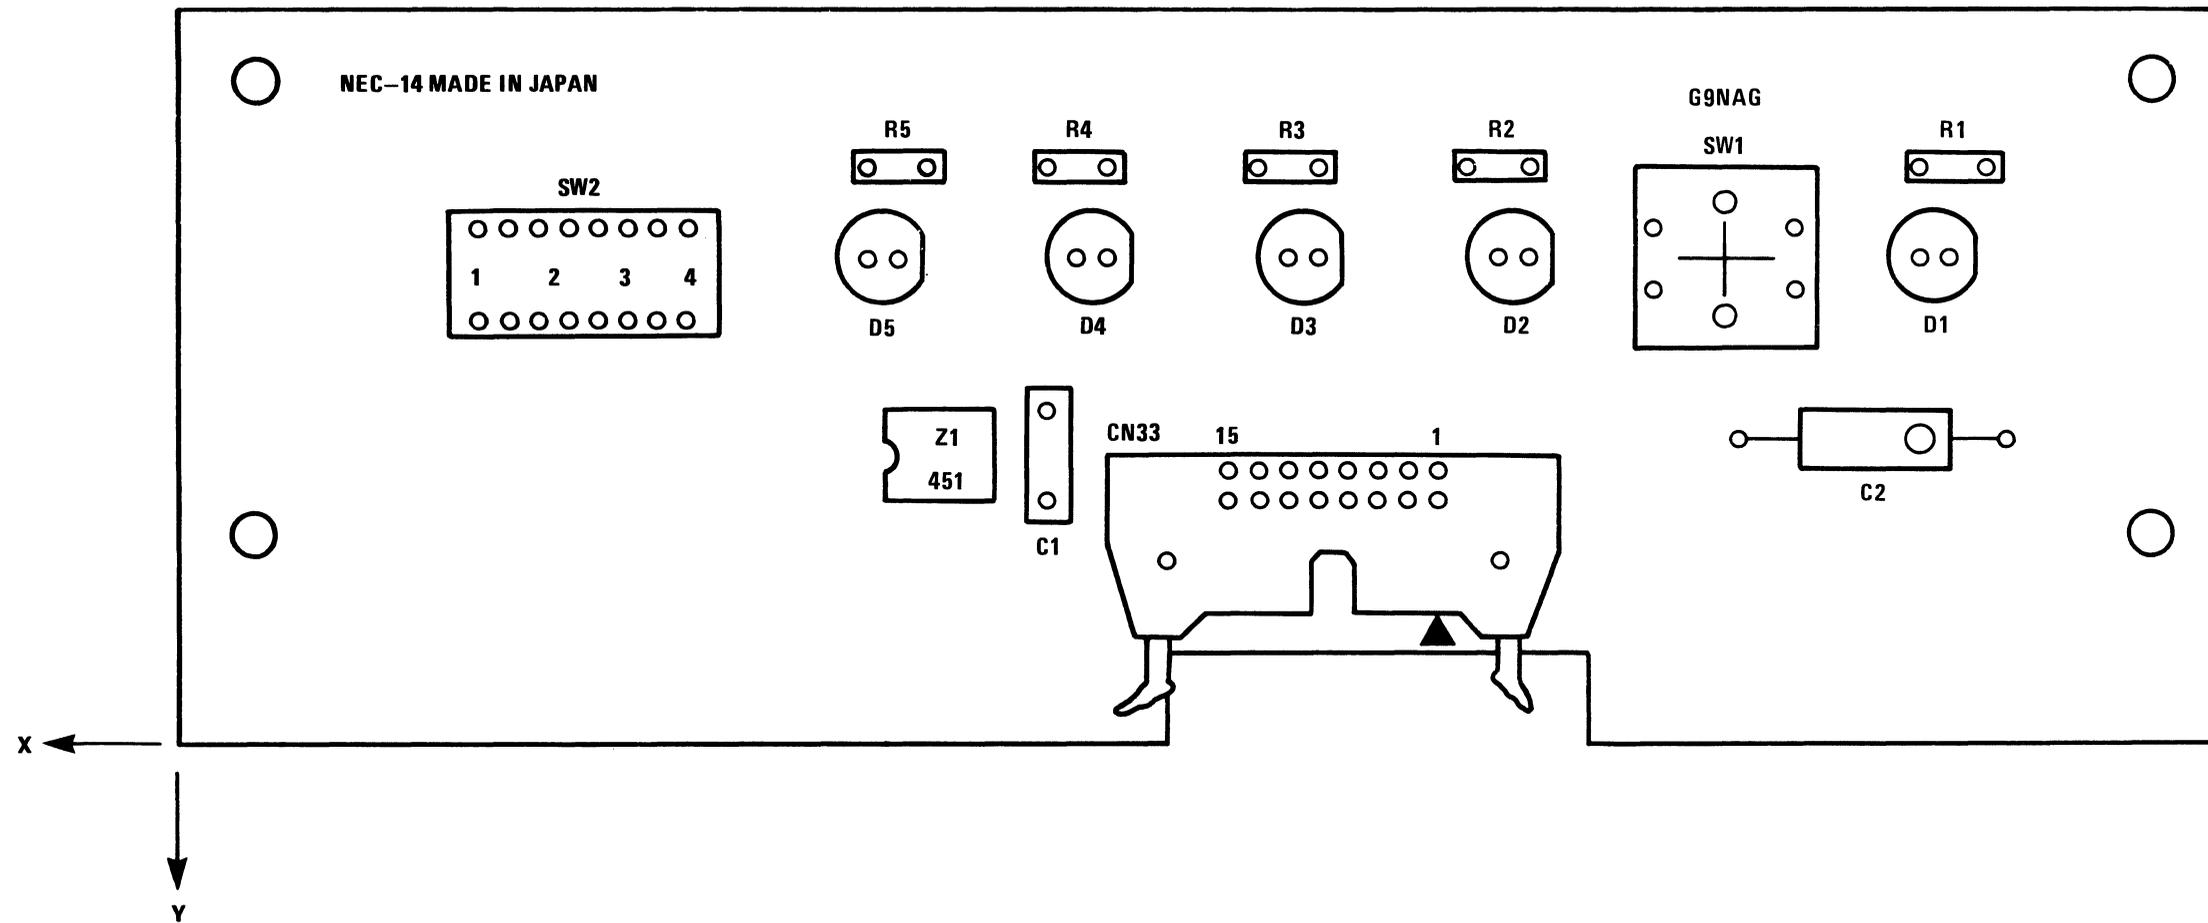 NEC–14 MADE IN JAPAN
G9NAG
R5
R4
R3
R2
SW1
R1
SW2
1 2 3 4
D5
D4
D3
D2
D1
Z1
451
C1
CN33
15
1
C2
X
Y